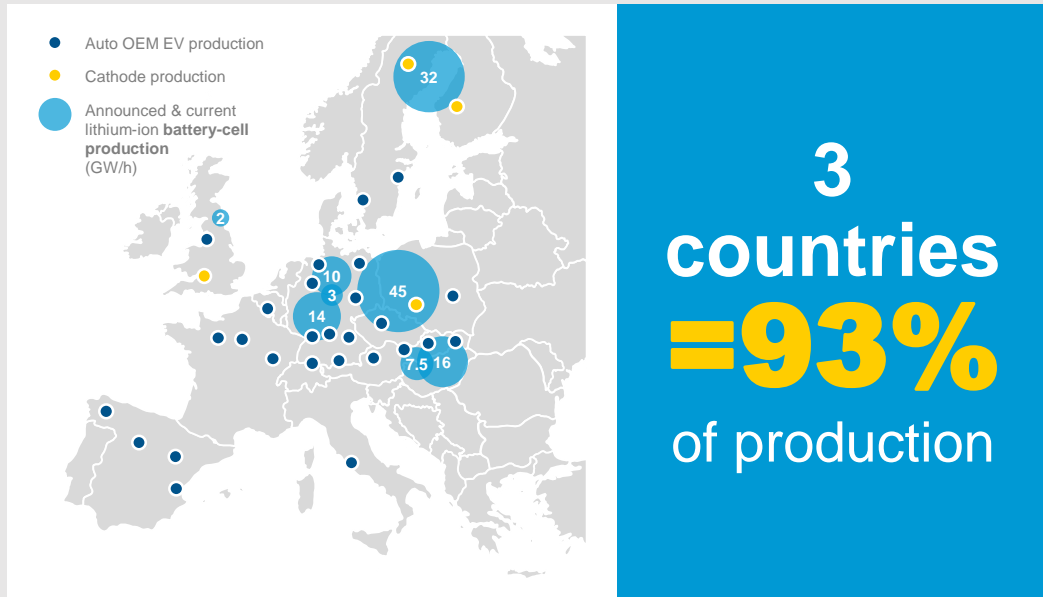 Auto OEM EV production
Cathode production
Announced & current
lithium-ion battery-cell
production
(GW/h)
32
2
10
3
45
14
7.5
16
3
countries
=93%
of production